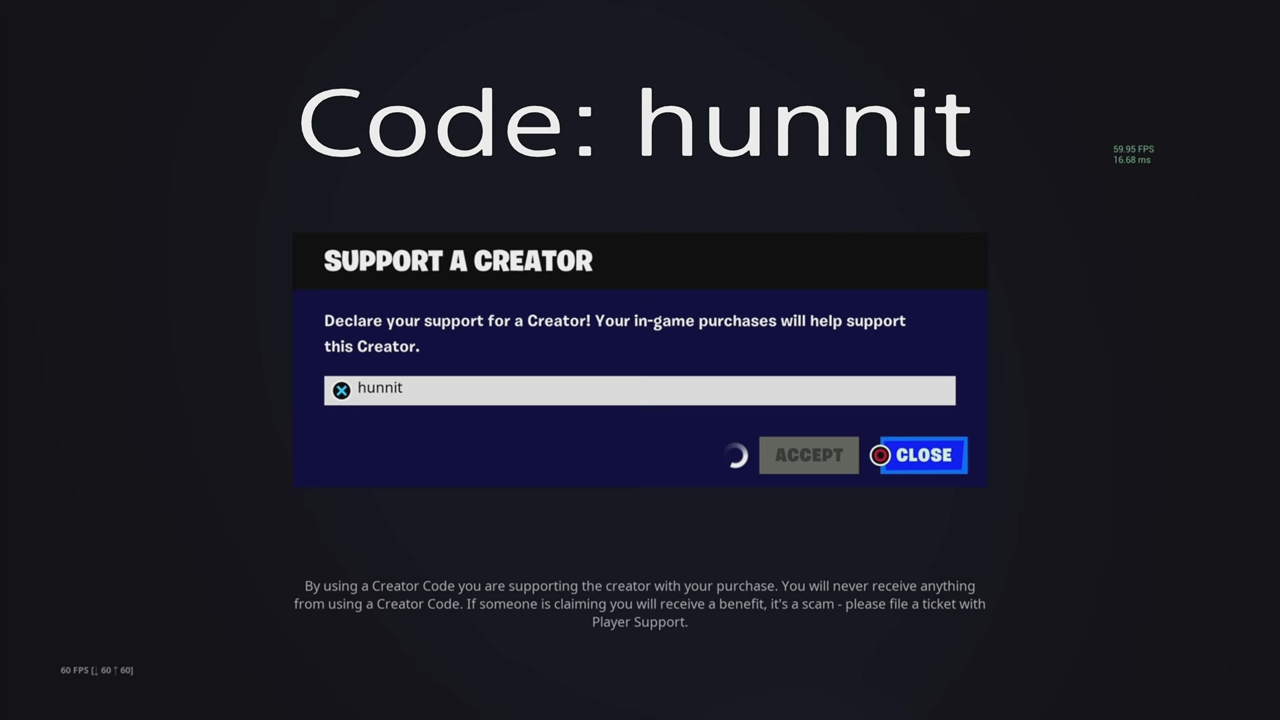 Code: hunnit
59.95 FPS
16.68 ms
SUPPORT A CREATOR
Declare your support for a Creator! Your in-game purchases will help support
this Creator.
hunnit
ACCEPT
CLOSE
By using a Creator Code you are supporting the creator with your purchase. You will never receive anything
from using a Creator Code. If someone is claiming you will receive a benefit, it's a scam - please file a ticket with
Player Support.
60 FPS [↓ 60 ↑ 60]